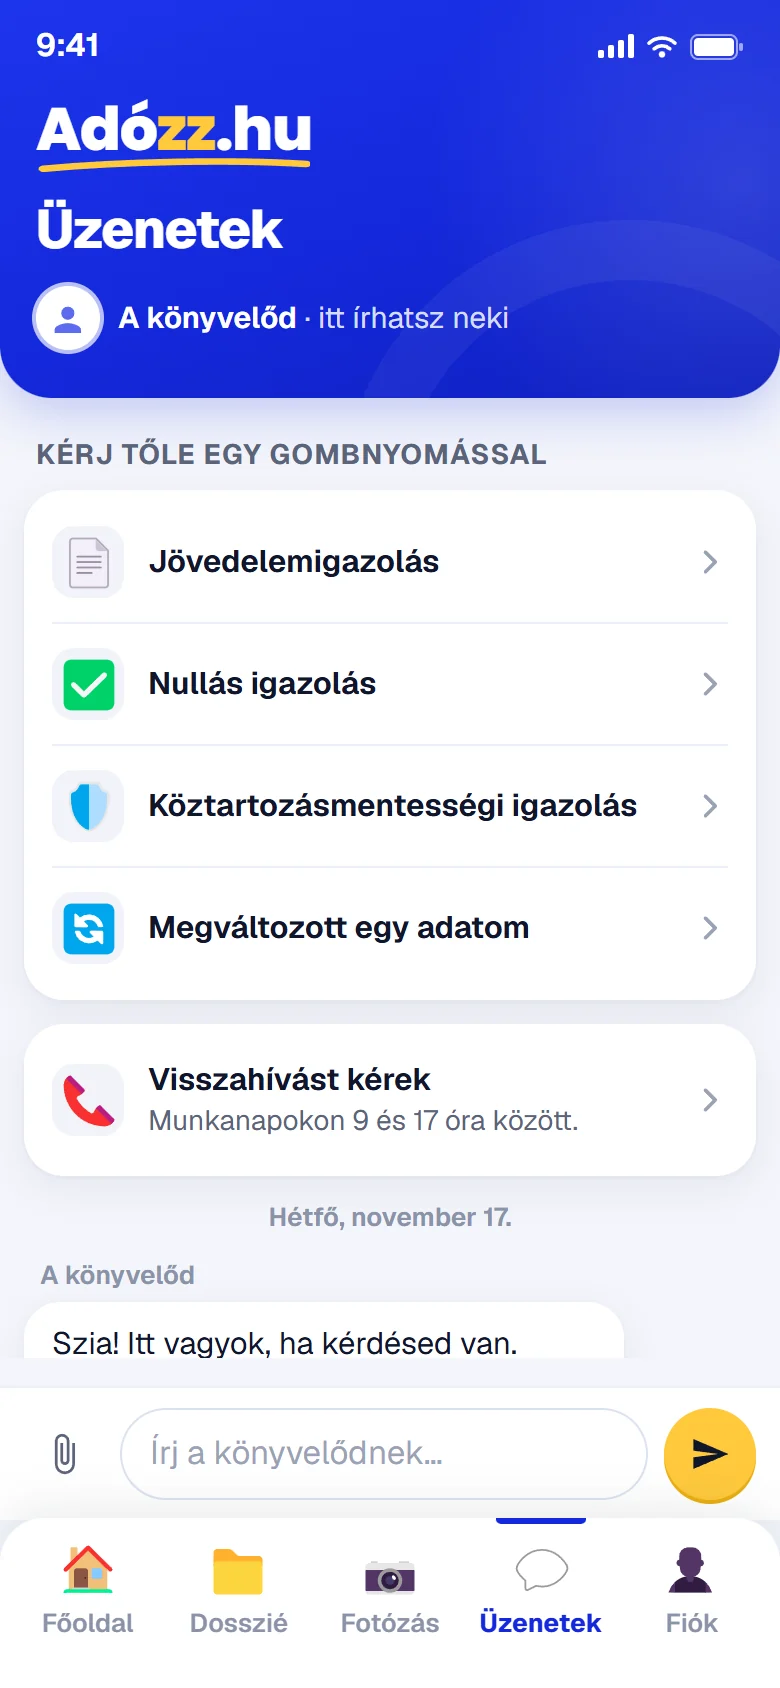 9:41
Adózz.hu
Üzenetek
A könyvelőd · itt írhatsz neki
KÉRJ TŐLE EGY GOMBNYOMÁSSAL
Jövedelemigazolás
Nullás igazolás
Köztartozásmentességi igazolás
Megváltozott egy adatom
Visszahívást kérek
Munkanapokon 9 és 17 óra között.
Hétfő, november 17.
A könyvelőd
Szia! Itt vagyok, ha kérdésed van.
Írj a könyvelődnek...
Főoldal
Dosszié
Fotózás
Üzenetek
Fiók